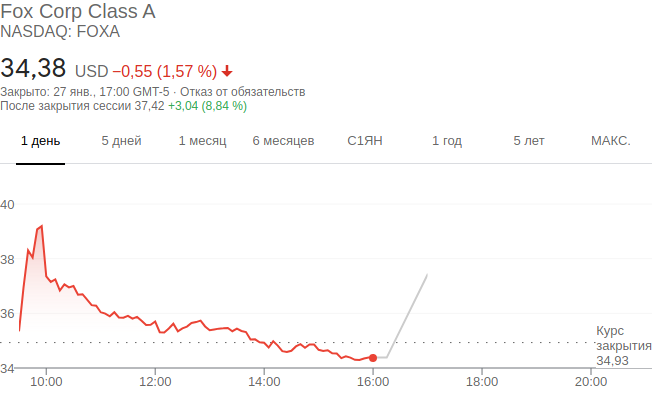 Fox Corp Class A
NASDAQ: FOXA
34,38 USD −0,55 (1,57 %)
Закрыто: 27 янв., 17:00 GMT-5 · Отказ от обязательств
После закрытия сессии 37,42 +3,04 (8,84 %)
1 день 5 дней 1 месяц 6 месяцев С1ЯН 1 год 5 лет МАКС.
40
38
36
Курс
закрытия
34,93
34
10:00 12:00 14:00 16:00 18:00 20:00